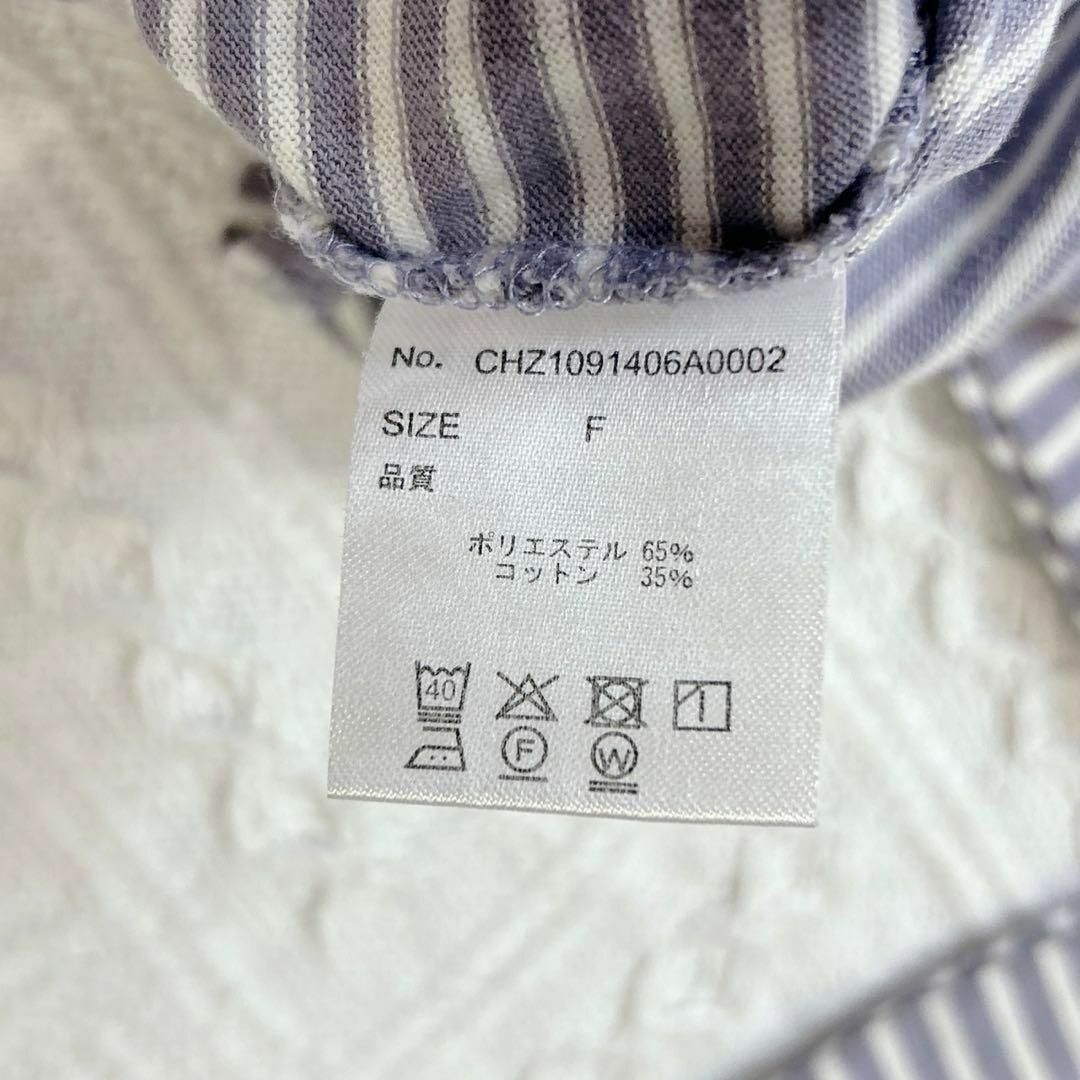 No. CHZ1091406A0002
SIZE F
品質
ポリエステル 65%
コットン 35%
40
F W